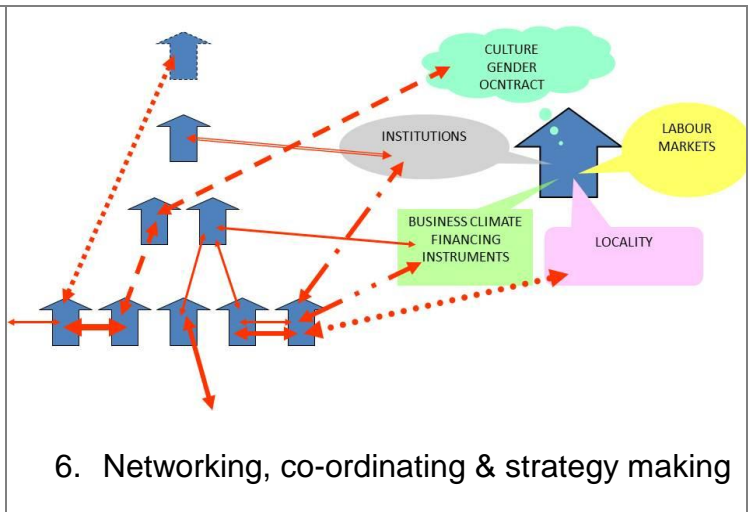 CULTURE
GENDER
OCNTRACT
INSTITUTIONS
LABOUR
MARKETS
BUSINESS CLIMATE
FINANCING
INSTRUMENTS
LOCALITY
6. Networking, co-ordinating & strategy making